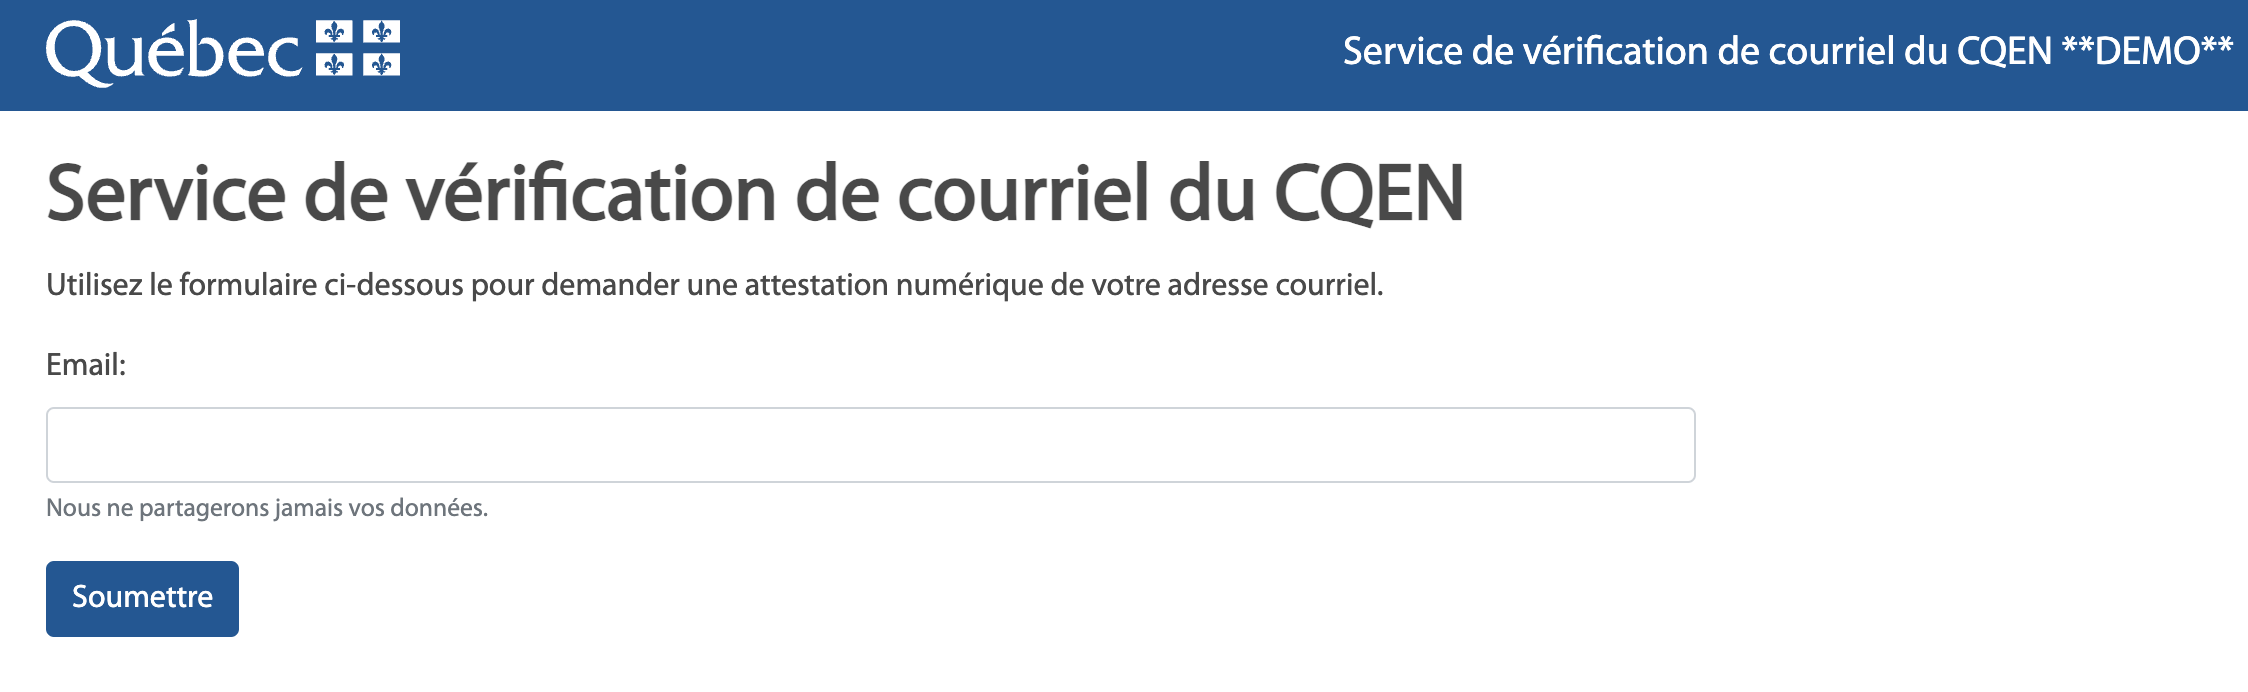 Québec
Service de vérification de courriel du CQEN **DEMO**
Service de vérification de courriel du CQEN
Utilisez le formulaire ci-dessous pour demander une attestation numérique de votre adresse courriel.
Email:
Nous ne partagerons jamais vos données.
Soumettre